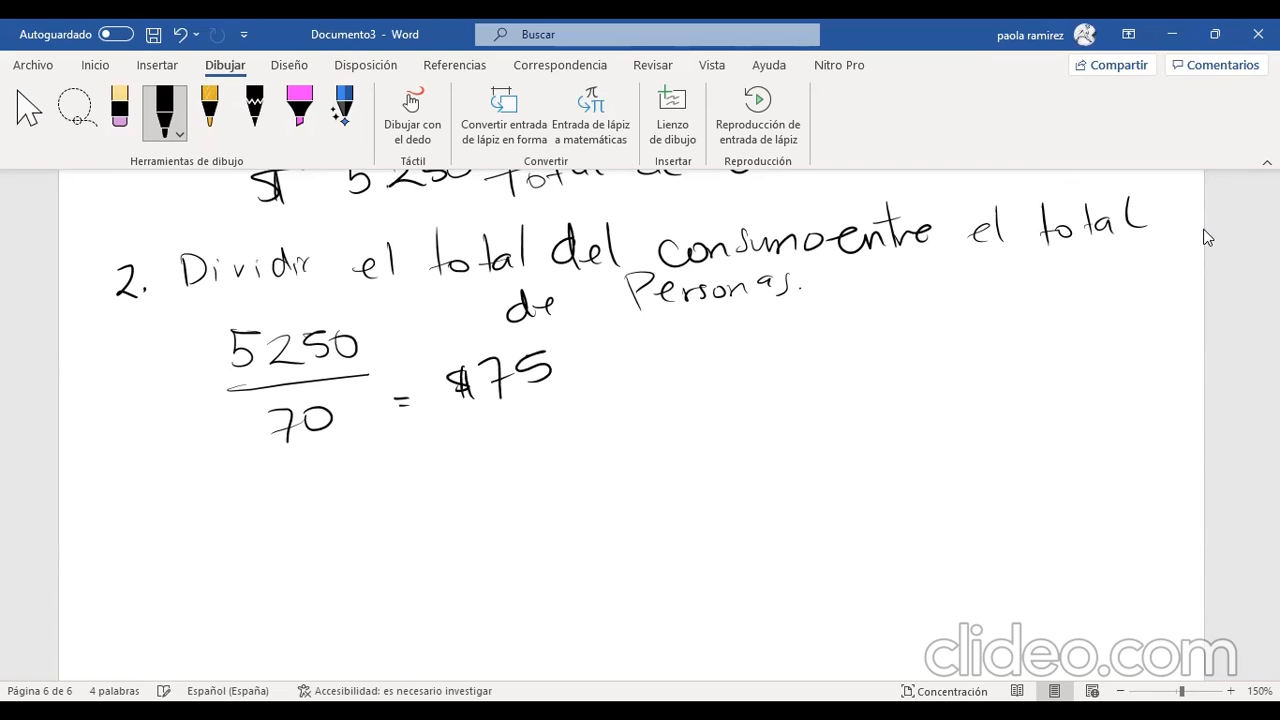 Autoguardado
Documento3 - Word
Buscar
paola ramirez
Archivo Inicio Insertar Dibujar Diseño Disposición Referencias Correspondencia Revisar Vista Ayuda Nitro Pro
Compartir Comentarios
Dibujar con el dedo
Convertir entrada de lápiz en forma
Entrada de lápiz a matemáticas
Lienzo de dibujo
Reproducción de entrada de lápiz
Herramientas de dibujo Táctil Convertir Insertar Reproducción
$ 5250 Total de
2. Dividir el total del consumo entre el total
de Personas.
5250
70
= $75
clideo.com
Página 6 de 6 4 palabras Español (España) Accesibilidad: es necesario investigar Concentración 150%